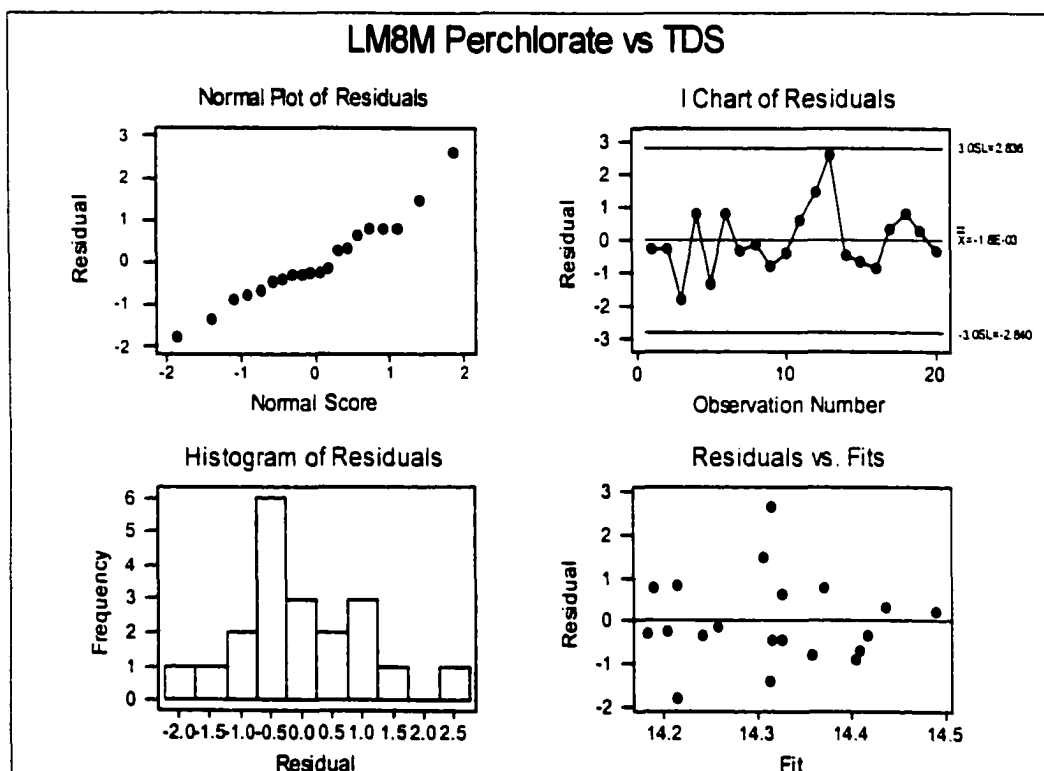 LM8M Perchlorate vs TDS
Normal Plot of Residuals
3
2
1
0
-1
-2
Residual
-2 -1 0 1 2
Normal Score
I Chart of Residuals
3
2
1
0
-1
-2
-3
Residual
3.0SL=2.836
X=-1.8E-03
-3.0SL=-2.840
0 10 20
Observation Number
Histogram of Residuals
6
5
4
3
2
1
0
Frequency
-2.0 -1.5 -1.0 -0.5 0.0 0.5 1.0 1.5 2.0 2.5
Residual
Residuals vs. Fits
3
2
1
0
-1
-2
Residual
14.2 14.3 14.4 14.5
Fit